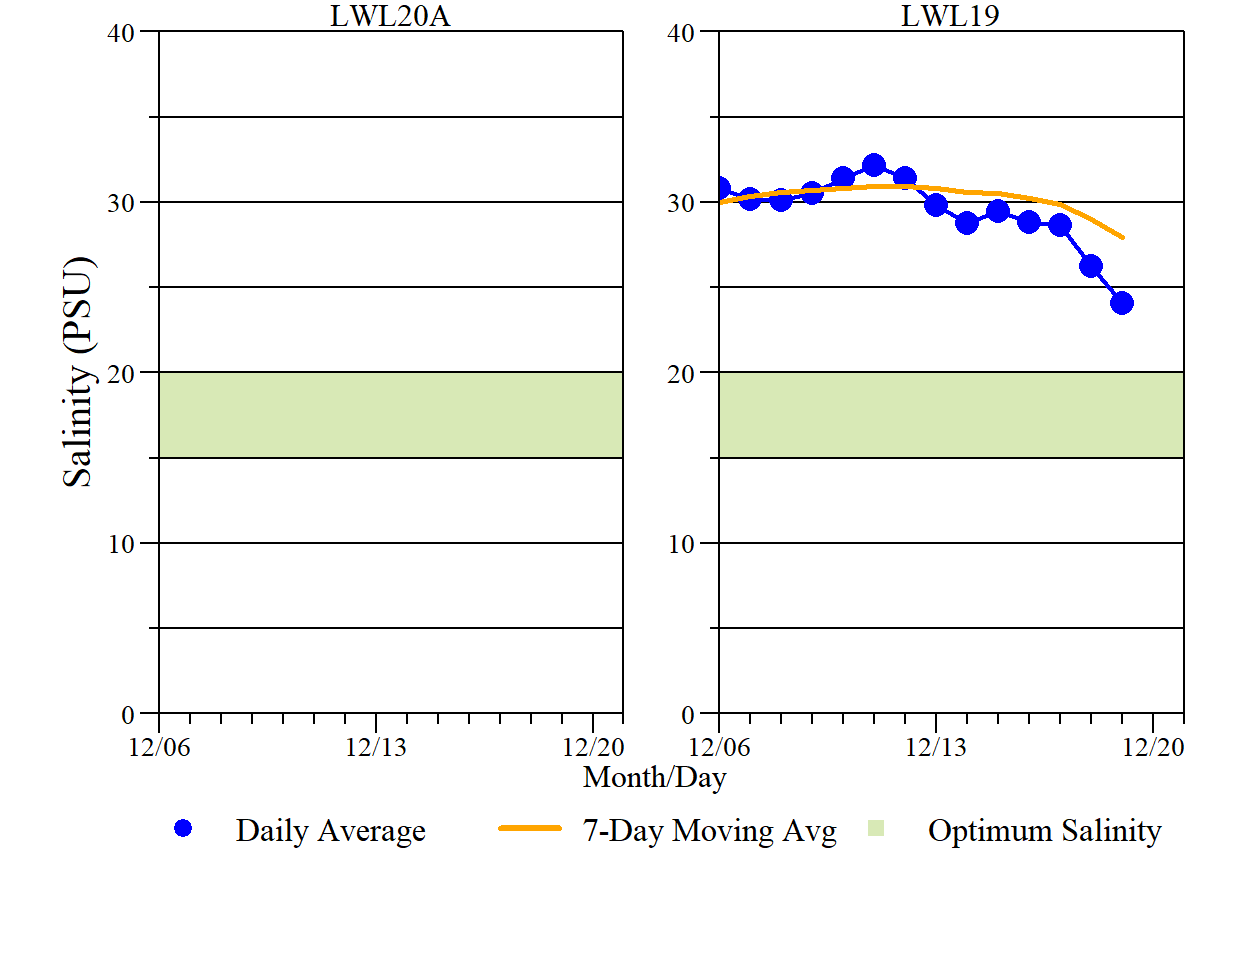 LWL20A
LWL19
Salinity (PSU)
40
30
20
10
0
12/06
12/13
12/20
40
30
20
10
0
12/06
12/13
12/20
Month/Day
Daily Average
7-Day Moving Avg
Optimum Salinity